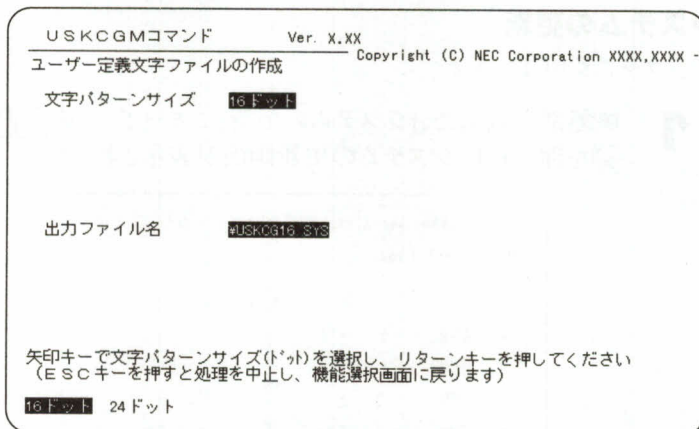 ＵＳＫＣＧＭコマンド Ver. X.XX
Copyright (C) NEC Corporation XXXX,XXXX -
ユーザー定義文字ファイルの作成
文字パターンサイズ 16ドット
出力ファイル名 ¥USKCG16.SYS
矢印キーで文字パターンサイズ(ﾄﾞｯﾄ)を選択し、リターンキーを押してください
（ＥＳＣキーを押すと処理を中止し、機能選択画面に戻ります）
16ドット 24ドット